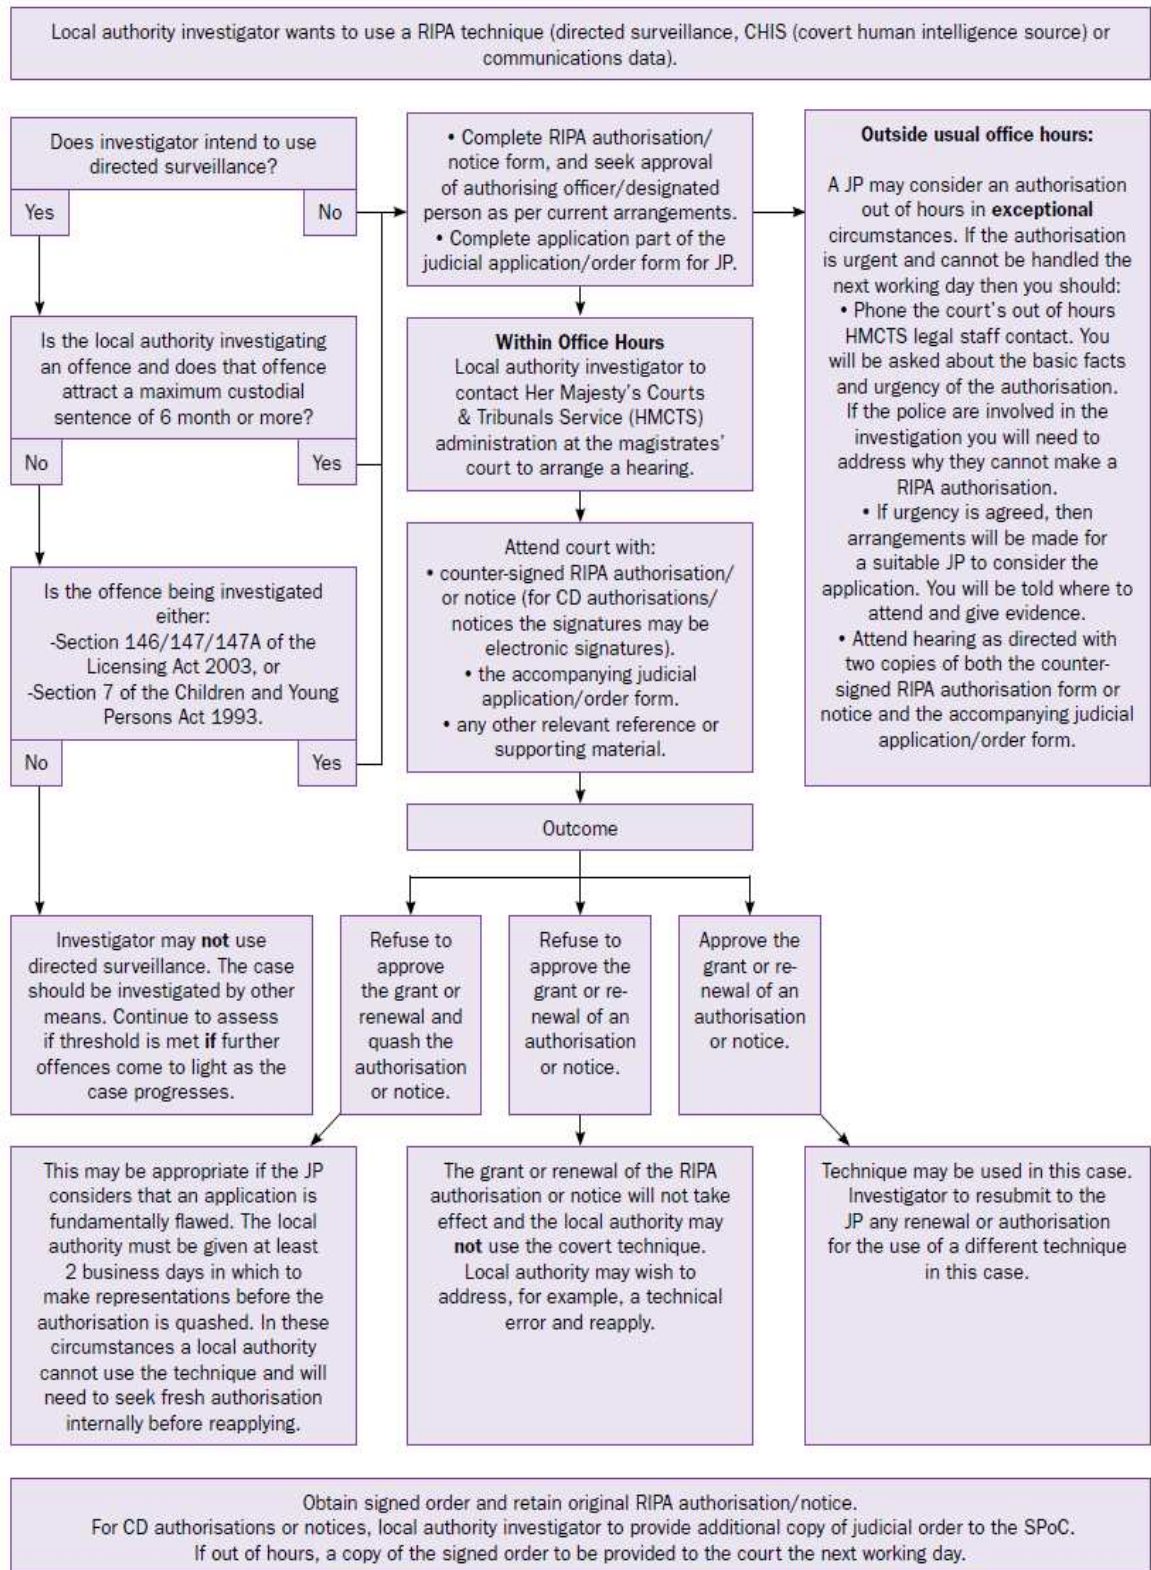 Local authority investigator wants to use a RIPA technique (directed surveillance, CHIS (covert human intelligence source) or
communications data).
Does investigator intend to use
directed surveillance?
Yes
No
Is the local authority investigating
an offence and does that offence
attract a maximum custodial
sentence of 6 month or more?
No
Yes
Is the offence being investigated
either:
-Section 146/147/147A of the
Licensing Act 2003, or
-Section 7 of the Children and Young
Persons Act 1993.
No
Yes
Investigator may not use
directed surveillance. The case
should be investigated by other
means. Continue to assess
if threshold is met if further
offences come to light as the
case progresses.
• Complete RIPA authorisation/
notice form, and seek approval
of authorising officer/designated
person as per current arrangements.
• Complete application part of the
judicial application/order form for JP.
Within Office Hours
Local authority investigator to
contact Her Majesty's Courts
& Tribunals Service (HMCTS)
administration at the magistrates'
court to arrange a hearing.
Attend court with:
• counter-signed RIPA authorisation/
or notice (for CD authorisations/
notices the signatures may be
electronic signatures).
• the accompanying judicial
application/order form.
• any other relevant reference or
supporting material.
Outside usual office hours:
A JP may consider an authorisation
out of hours in exceptional
circumstances. If the authorisation
is urgent and cannot be handled the
next working day then you should:
• Phone the court's out of hours
HMCTS legal staff contact. You
will be asked about the basic facts
and urgency of the authorisation.
If the police are involved in the
investigation you will need to
address why they cannot make a
RIPA authorisation.
• If urgency is agreed, then
arrangements will be made for
a suitable JP to consider the
application. You will be told where to
attend and give evidence.
• Attend hearing as directed with
two copies of both the counter-
signed RIPA authorisation form or
notice and the accompanying judicial
application/order form.
Outcome
Refuse to
approve
the grant or
renewal and
quash the
authorisation
or notice.
Refuse to
approve the
grant or re-
newal of an
authorisation
or notice.
Approve the
grant or re-
newal of an
authorisation
or notice.
This may be appropriate if the JP
considers that an application is
fundamentally flawed. The local
authority must be given at least
2 business days in which to
make representations before the
authorisation is quashed. In these
circumstances a local authority
cannot use the technique and will
need to seek fresh authorisation
internally before reapplying.
The grant or renewal of the RIPA
authorisation or notice will not take
effect and the local authority may
not use the covert technique.
Local authority may wish to
address, for example, a technical
error and reapply.
Technique may be used in this case.
Investigator to resubmit to the
JP any renewal or authorisation
for the use of a different technique
in this case.
Obtain signed order and retain original RIPA authorisation/notice.
For CD authorisations or notices, local authority investigator to provide additional copy of judicial order to the SPoC.
If out of hours, a copy of the signed order to be provided to the court the next working day.